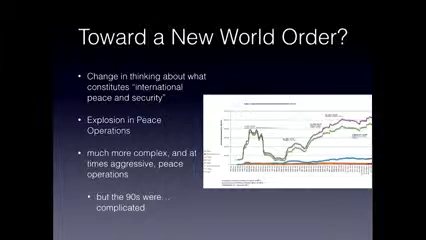 Toward a New World Order?
• Change in thinking about what
constitutes "international
peace and security"
• Explosion in Peace
Operations
• much more complex, and at
times aggressive, peace
operations
• but the 90s were…
complicated